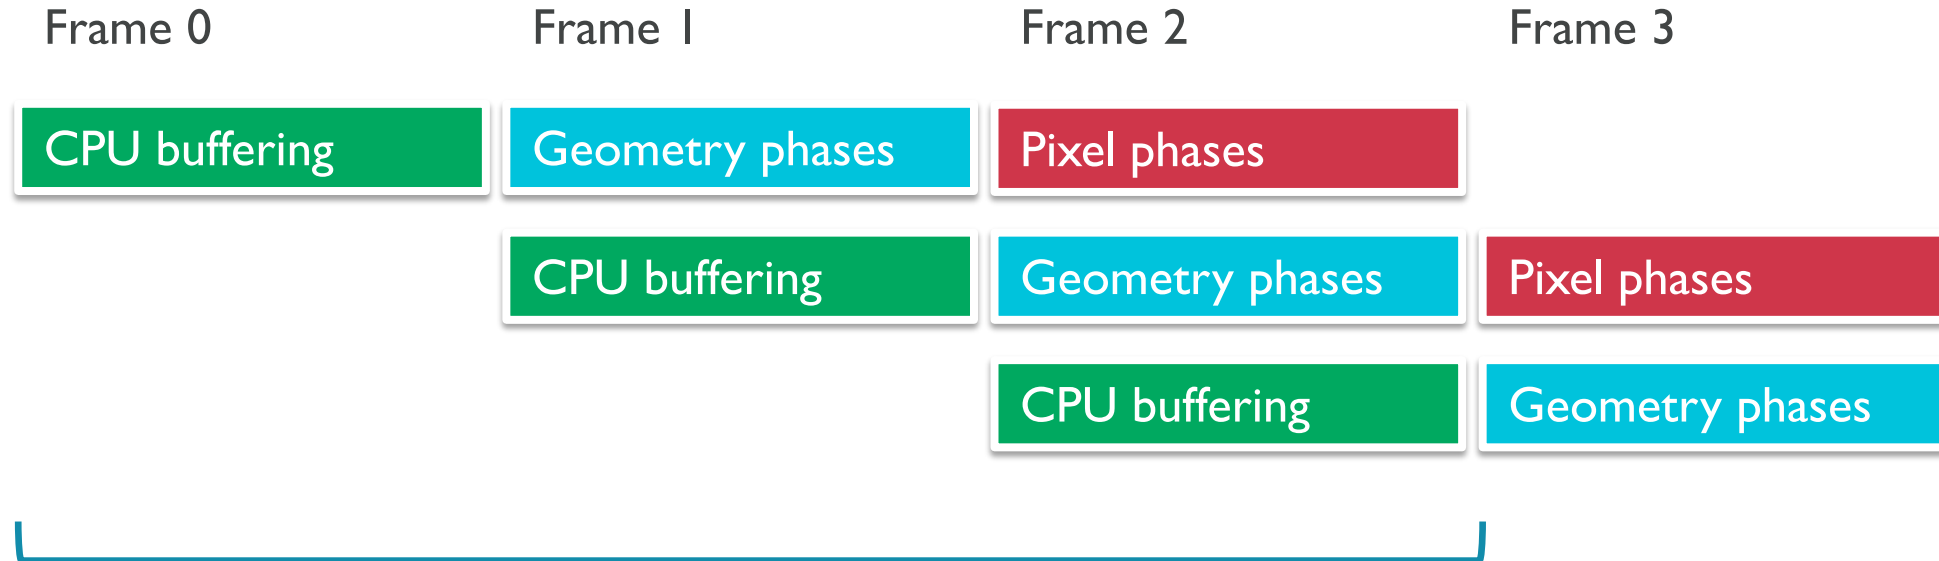 Frame 0 Frame 1 Frame 2 Frame 3
CPU buffering Geometry phases Pixel phases
CPU buffering Geometry phases Pixel phases
CPU buffering Geometry phases